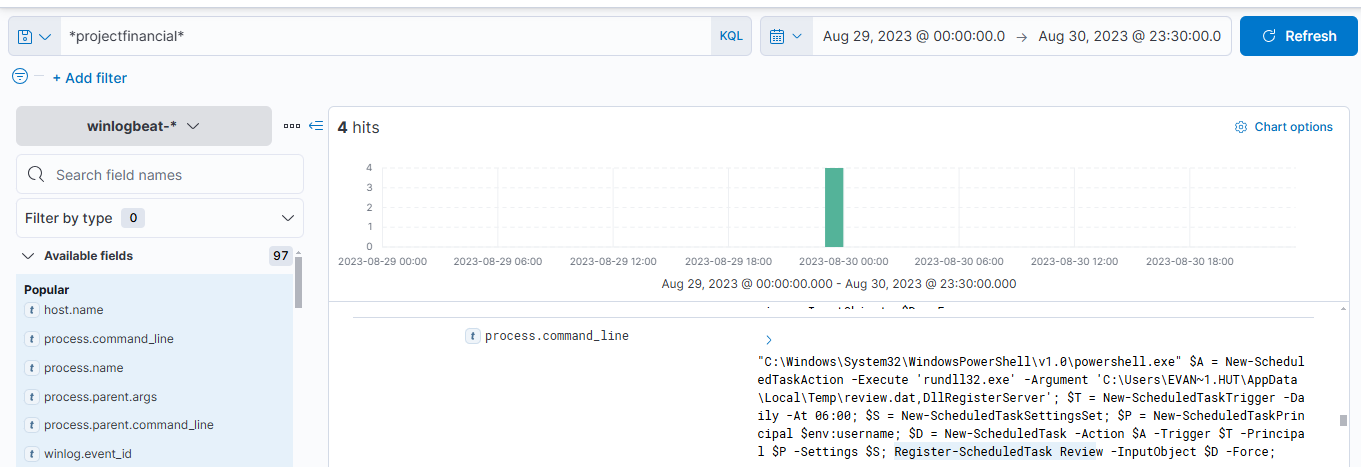 *projectfinancial*
KQL
Aug 29, 2023 @ 00:00:00.0 → Aug 30, 2023 @ 23:30:00.0
Refresh
+ Add filter
winlogbeat-*
4 hits
Chart options
Search field names
Filter by type 0
Available fields 97
Popular
t host.name
t process.command_line
t process.name
t process.parent.args
t process.parent.command_line
t winlog.event_id
4
3
2
1
0
2023-08-29 00:00 2023-08-29 06:00 2023-08-29 12:00 2023-08-29 18:00 2023-08-30 00:00 2023-08-30 06:00 2023-08-30 12:00 2023-08-30 18:00
Aug 29, 2023 @ 00:00:00.000 - Aug 30, 2023 @ 23:30:00.000
t process.command_line
"C:\Windows\System32\WindowsPowerShell\v1.0\powershell.exe" $A = New-Schedul
edTaskAction -Execute 'rundll32.exe' -Argument 'C:\Users\EVAN~1.HUT\AppData
\Local\Temp\review.dat,DllRegisterServer'; $T = New-ScheduledTaskTrigger -Da
ily -At 06:00; $S = New-ScheduledTaskSettingsSet; $P = New-ScheduledTaskPrin
cipal $env:username; $D = New-ScheduledTask -Action $A -Trigger $T -Principa
l $P -Settings $S; Register-ScheduledTask Review -InputObject $D -Force;